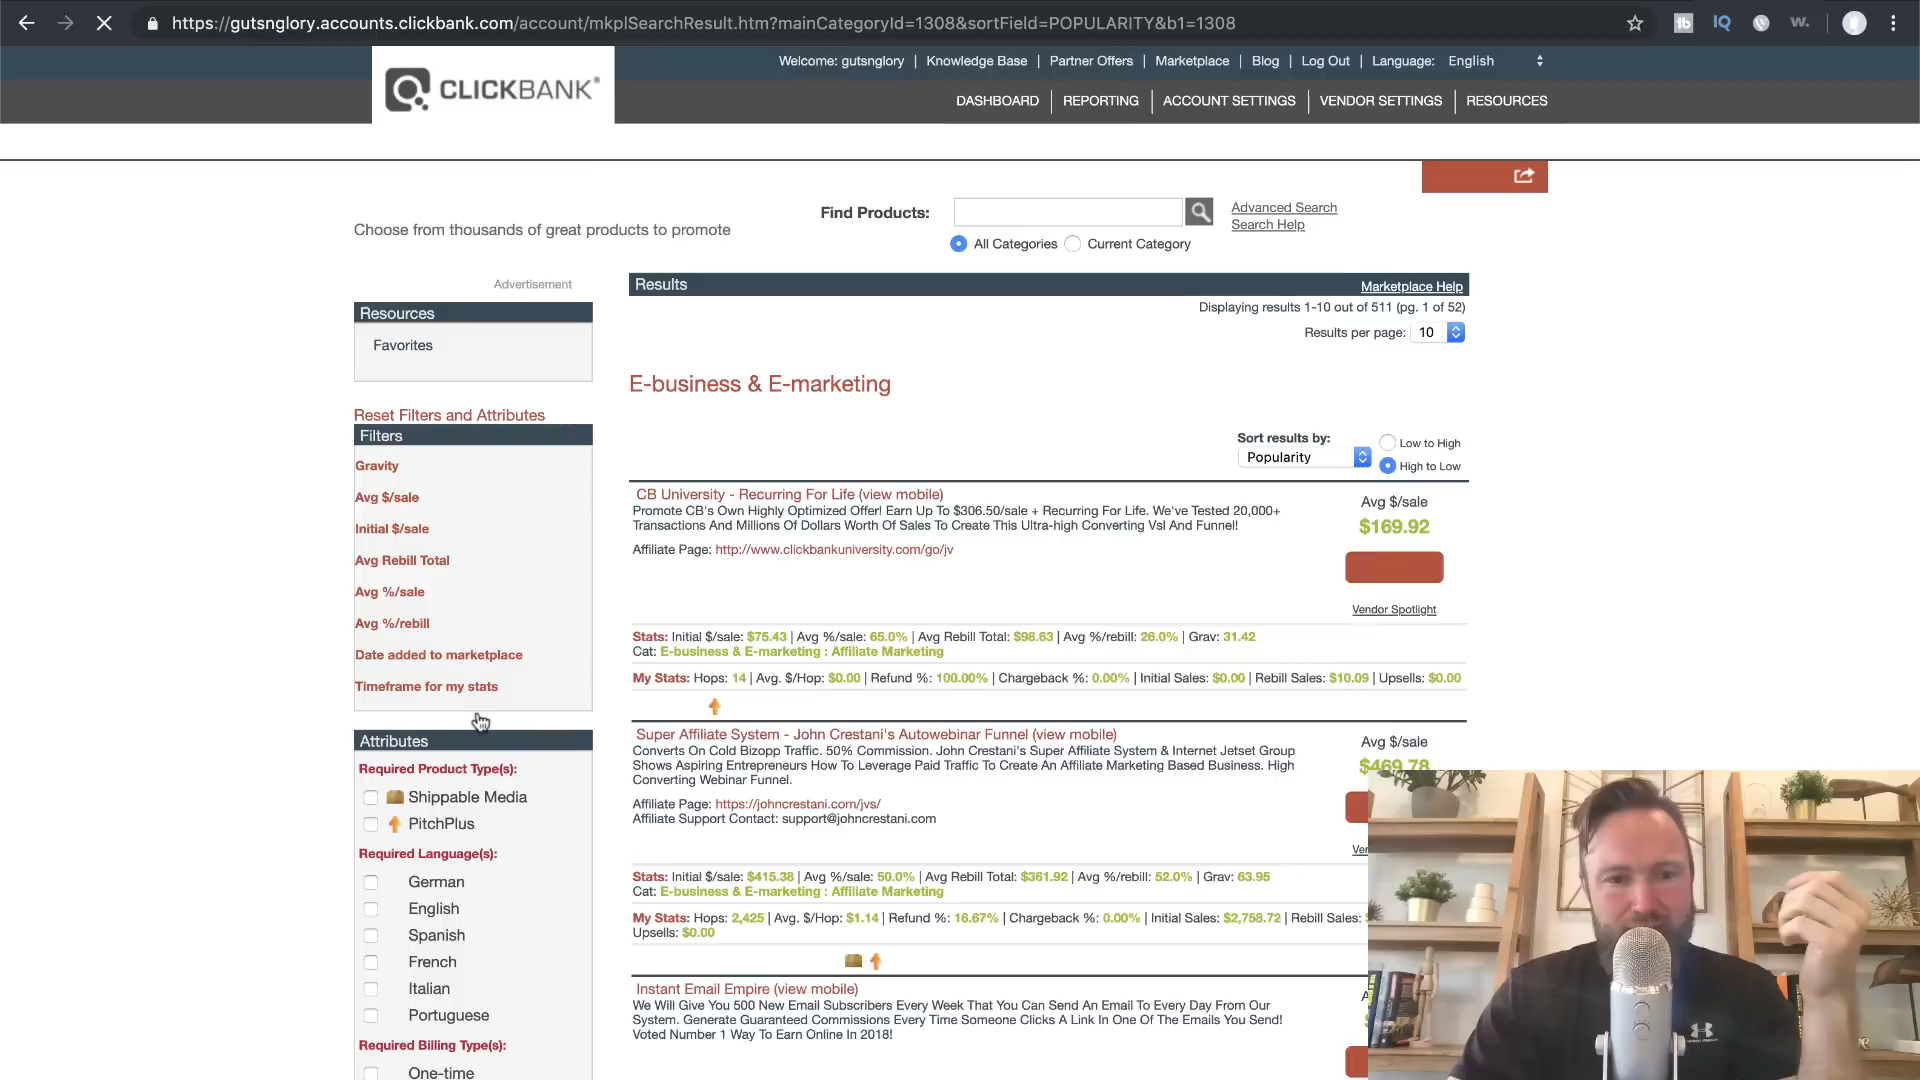 https://gutsnglory.accounts.clickbank.com/account/mkplSearchResult.htm?mainCategoryId=1308&sortField=POPULARITY&b1=1308
tb
IQ
w.
CLICKBANK®
Welcome: gutsnglory | Knowledge Base | Partner Offers | Marketplace | Blog | Log Out | Language: English
DASHBOARD | REPORTING | ACCOUNT SETTINGS | VENDOR SETTINGS | RESOURCES
Choose from thousands of great products to promote
Find Products:
Advanced Search
Search Help
All Categories Current Category
Advertisement
Resources
Favorites
Reset Filters and Attributes
Filters
Gravity
Avg $/sale
Initial $/sale
Avg Rebill Total
Avg %/sale
Avg %/rebill
Date added to marketplace
Timeframe for my stats
Attributes
Required Product Type(s):
Shippable Media
PitchPlus
Required Language(s):
German
English
Spanish
French
Italian
Portuguese
Required Billing Type(s):
One-time
Results
Marketplace Help
Displaying results 1-10 out of 511 (pg. 1 of 52)
Results per page: 10
E-business & E-marketing
Sort results by:
Popularity
Low to High
High to Low
CB University - Recurring For Life (view mobile)
Promote CB's Own Highly Optimized Offer! Earn Up To $306.50/sale + Recurring For Life. We've Tested 20,000+
Transactions And Millions Of Dollars Worth Of Sales To Create This Ultra-high Converting Vsl And Funnel!
Affiliate Page: http://www.clickbankuniversity.com/go/jv
Avg $/sale
$169.92
Vendor Spotlight
Stats: Initial $/sale: $75.43 | Avg %/sale: 65.0% | Avg Rebill Total: $98.63 | Avg %/rebill: 26.0% | Grav: 31.42
Cat: E-business & E-marketing : Affiliate Marketing
My Stats: Hops: 14 | Avg. $/Hop: $0.00 | Refund %: 100.00% | Chargeback %: 0.00% | Initial Sales: $0.00 | Rebill Sales: $10.09 | Upsells: $0.00
Super Affiliate System - John Crestani's Autowebinar Funnel (view mobile)
Converts On Cold Bizopp Traffic. 50% Commission. John Crestani's Super Affiliate System & Internet Jetset Group
Shows Aspiring Entrepreneurs How To Leverage Paid Traffic To Create An Affiliate Marketing Based Business. High
Converting Webinar Funnel.
Affiliate Page: https://johncrestani.com/jvs/
Affiliate Support Contact: support@johncrestani.com
Avg $/sale
$469.78
Ver
Stats: Initial $/sale: $415.38 | Avg %/sale: 50.0% | Avg Rebill Total: $361.92 | Avg %/rebill: 52.0% | Grav: 63.95
Cat: E-business & E-marketing : Affiliate Marketing
My Stats: Hops: 2,425 | Avg. $/Hop: $1.14 | Refund %: 16.67% | Chargeback %: 0.00% | Initial Sales: $2,758.72 | Rebill Sales:
Upsells: $0.00
Instant Email Empire (view mobile)
We Will Give You 500 New Email Subscribers Every Week That You Can Send An Email To Every Day From Our
System. Generate Guaranteed Commissions Every Time Someone Clicks A Link In One Of The Emails You Send!
Voted Number 1 Way To Earn Online In 2018!